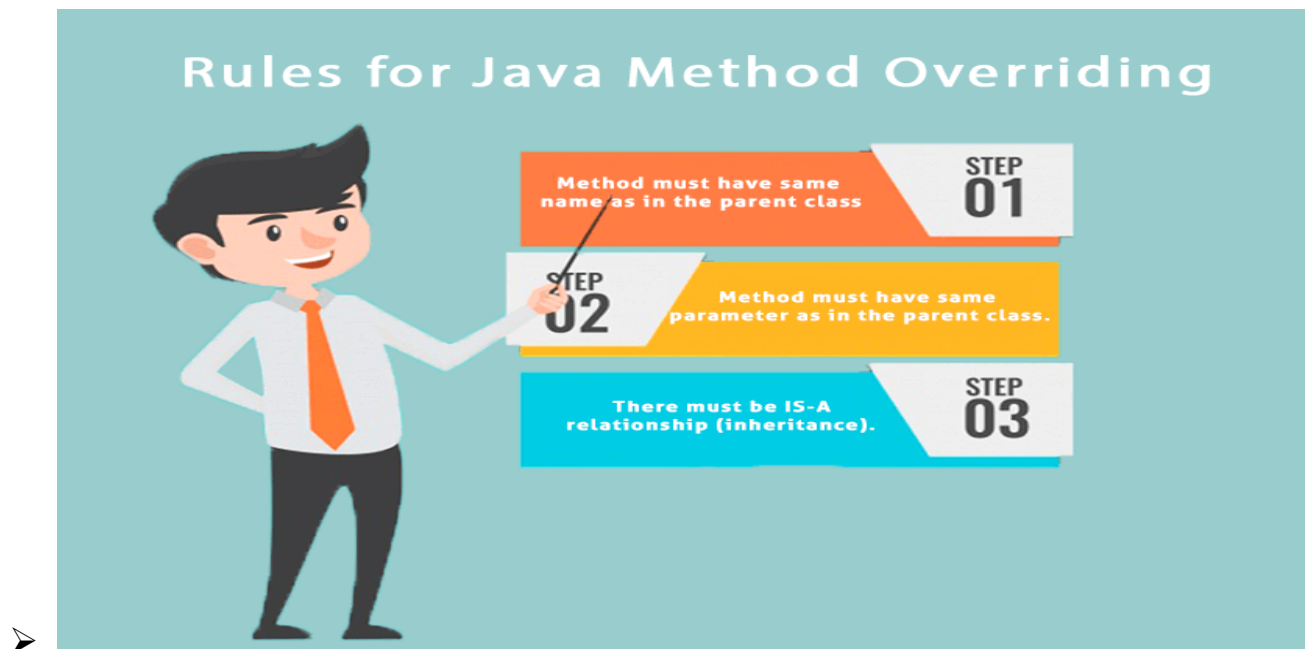 Rules for Java Method Overriding
Method must have same
name as in the parent class
STEP
01
STEP
02
Method must have same
parameter as in the parent class.
There must be IS-A
relationship (inheritance).
STEP
03